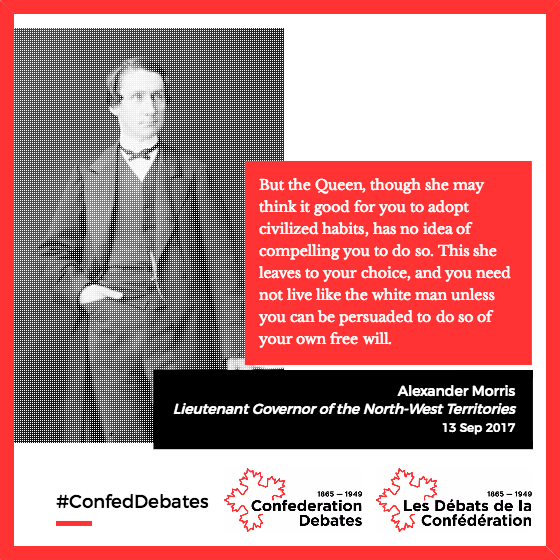 But the Queen, though she may
think it good for you to adopt
civilized habits, has no idea of
compelling you to do so. This she
leaves to your choice, and you need
not live like the white man unless
you can be persuaded to do so of
your own free will.
Alexander Morris
Lieutenant Governor of the North-West Territories
13 Sep 2017
#ConfedDebates
1865 — 1949
Confederation
Debates
1865 — 1949
Les Débats de la
Confédération